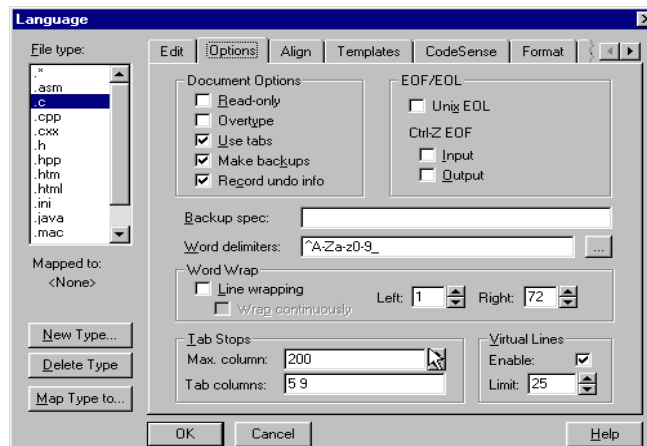 Language
File type:
.*
.asm
.c
.cpp
.cxx
.h
.hpp
.htm
.html
.ini
.java
.mac
Mapped to:
<None>
New Type...
Delete Type
Map Type to...
Edit Options Align Templates CodeSense Format
Document Options
Read-only
Overtype
Use tabs
Make backups
Record undo info
EOF/EOL
Unix EOL
Ctrl-Z EOF
Input
Output
Backup spec:
Word delimiters: ^A-Za-z0-9_ ...
Word Wrap
Line wrapping
Wrap continuously
Left: 1 Right: 72
Tab Stops
Max. column: 200
Tab columns: 5 9
Virtual Lines
Enable:
Limit: 25
OK Cancel Help